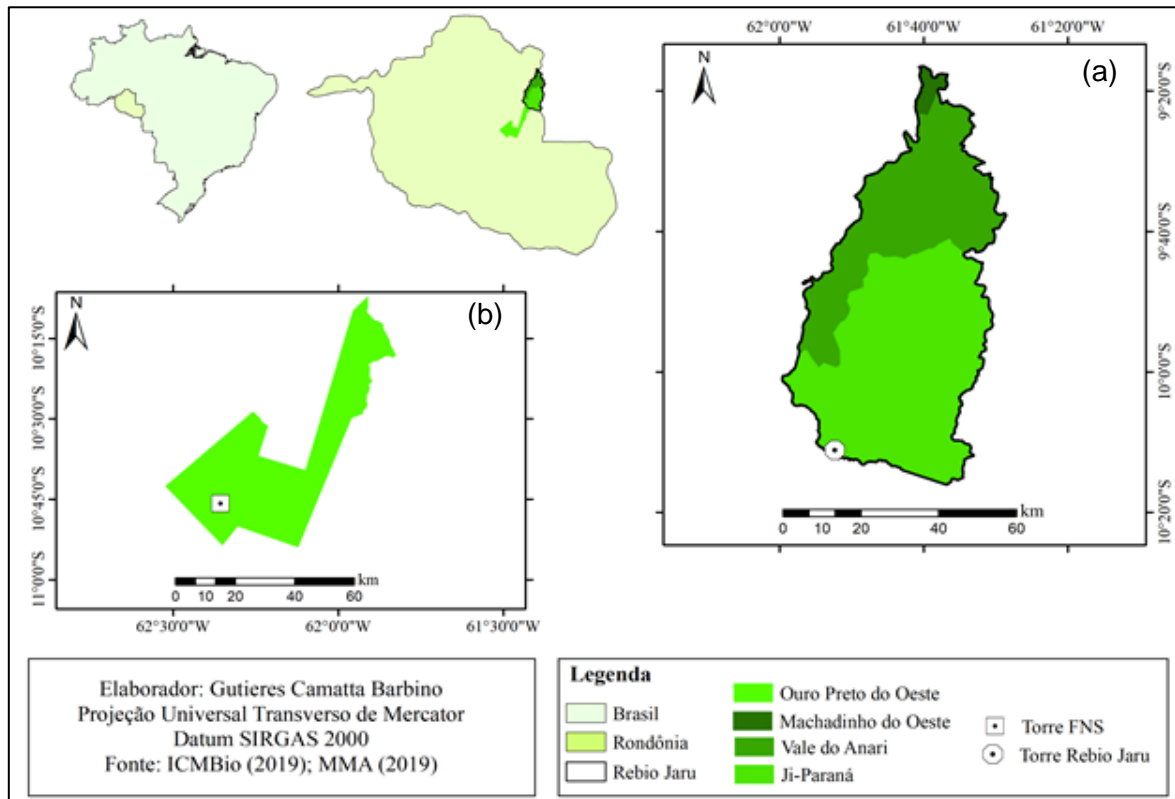 62°0'0"W 61°40'0"W 61°20'0"W
N
(a)
9°20'0"S
9°40'0"S
10°0'0"S
10°20'0"S
km
0 10 20 40 60
N
(b)
10°15'0"S
10°30'0"S
10°45'0"S
11°0'0"S
km
0 10 20 40 60
62°30'0"W 62°0'0"W 61°30'0"W
Elaborador: Gutieres Camatta Barbino
Projeção Universal Transverso de Mercator
Datum SIRGAS 2000
Fonte: ICMBio (2019); MMA (2019)
Legenda
Brasil
Rondônia
Rebio Jaru
Ouro Preto do Oeste
Machadinho do Oeste
Vale do Anari
Ji-Paraná
Torre FNS
Torre Rebio Jaru